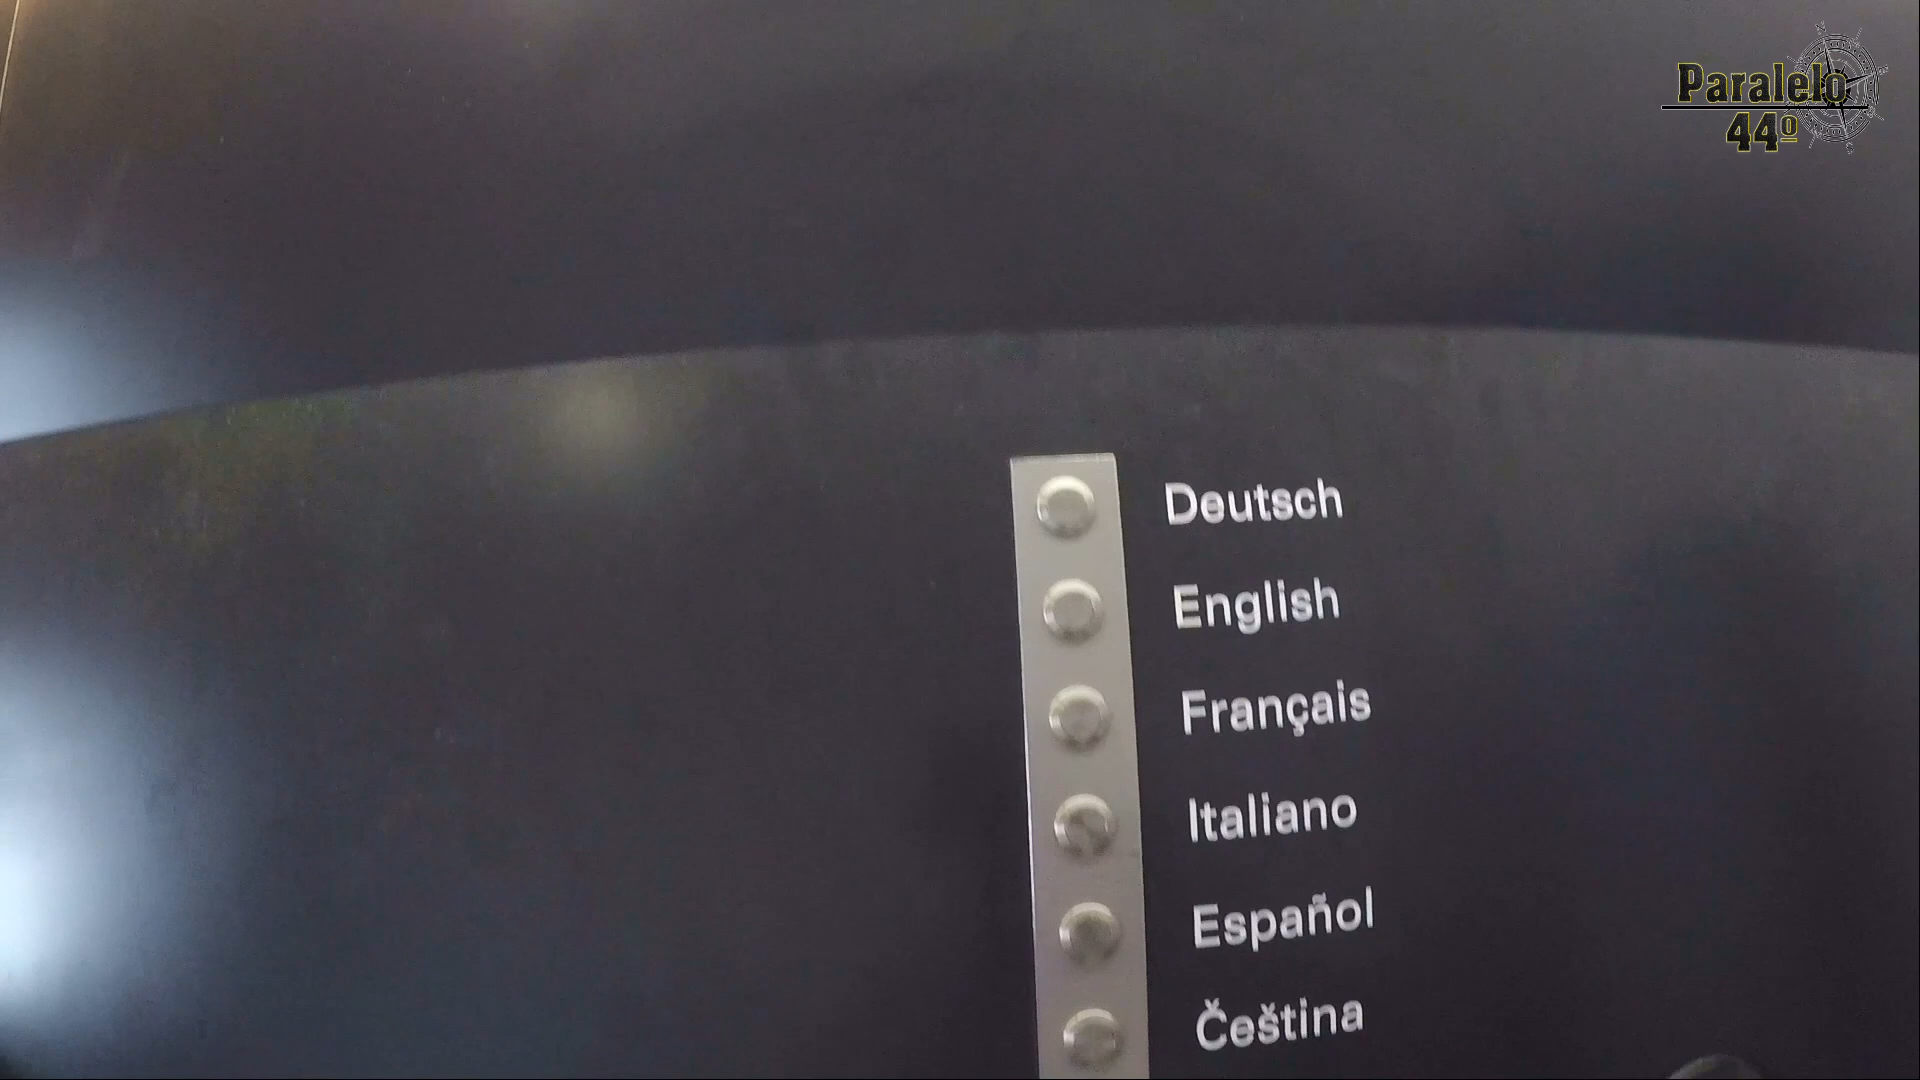 Paralelo
44º
Deutsch
English
Français
Italiano
Español
Čeština